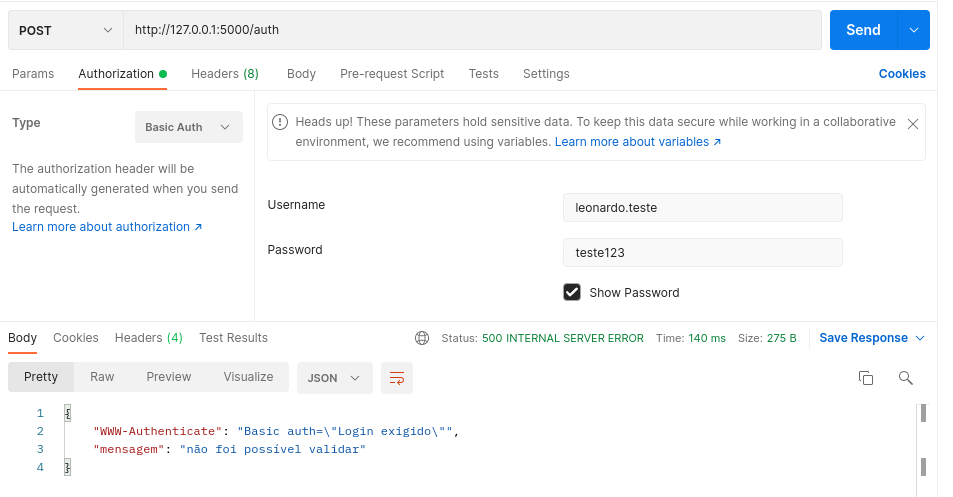 POST http://127.0.0.1:5000/auth Send
Params Authorization Headers (8) Body Pre-request Script Tests Settings Cookies
Type Basic Auth
The authorization header will be
automatically generated when you send
the request.
Learn more about authorization ↗
Heads up! These parameters hold sensitive data. To keep this data secure while working in a collaborative
environment, we recommend using variables. Learn more about variables ↗
Username leonardo.teste
Password teste123
Show Password
Body Cookies Headers (4) Test Results Status: 500 INTERNAL SERVER ERROR Time: 140 ms Size: 275 B Save Response
Pretty Raw Preview Visualize JSON
1 {
2 "WWW-Authenticate": "Basic auth=\"Login exigido\"",
3 "mensagem": "não foi possível validar"
4 }